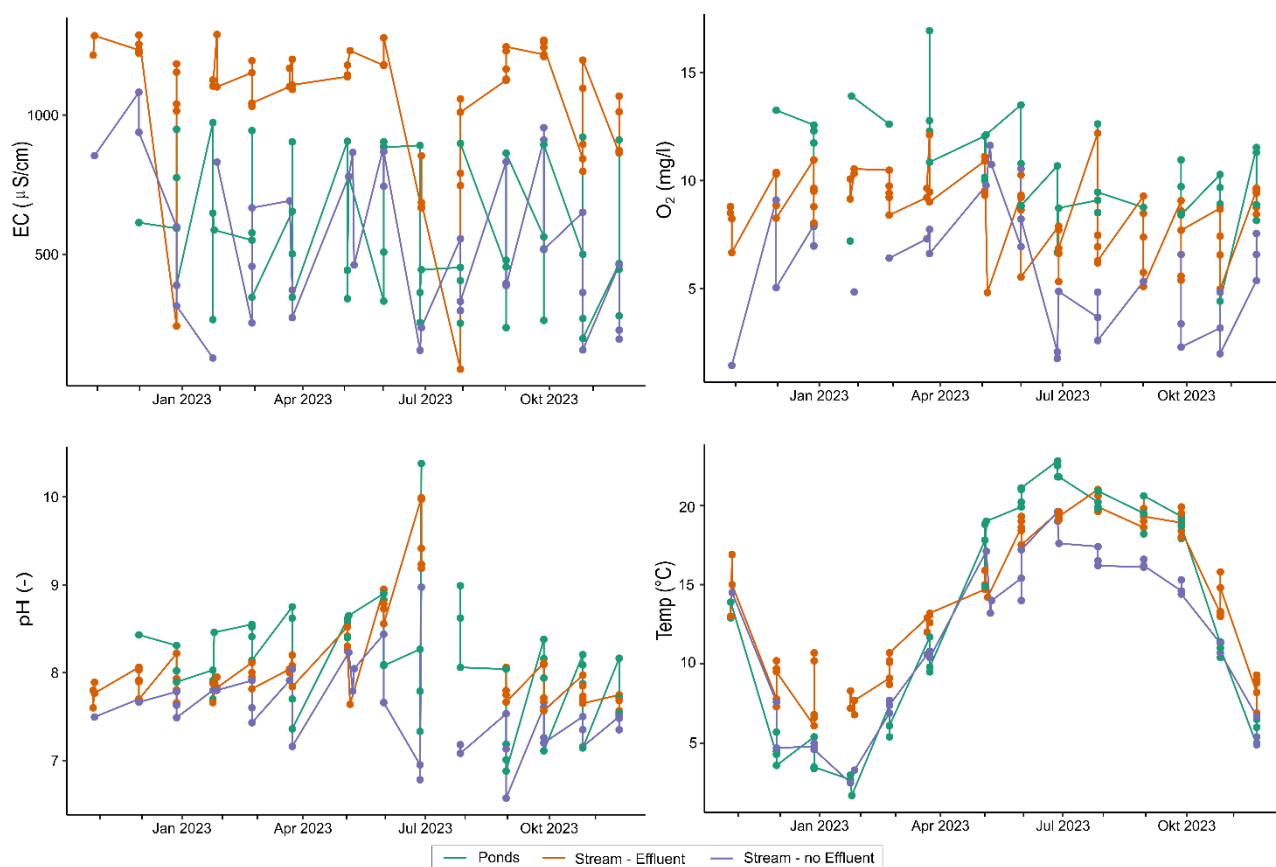 EC (µS/cm)
1000
500
Jan 2023 Apr 2023 Jul 2023 Okt 2023
O₂ (mg/l)
15
10
5
Jan 2023 Apr 2023 Jul 2023 Okt 2023
pH (-)
10
9
8
7
Jan 2023 Apr 2023 Jul 2023 Okt 2023
Temp (°C)
20
15
10
5
Jan 2023 Apr 2023 Jul 2023 Okt 2023
Ponds Stream - Effluent Stream - no Effluent